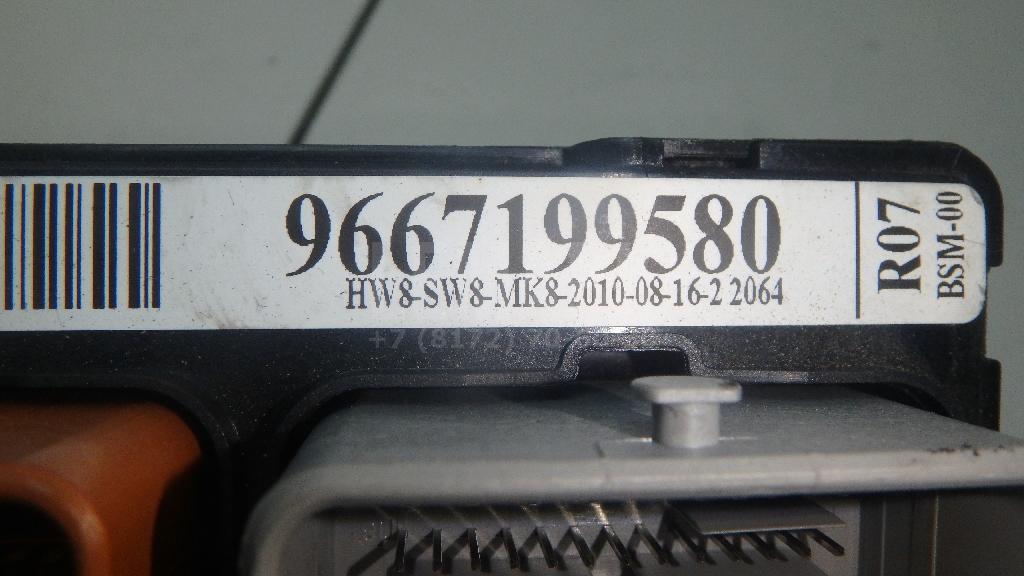 9667199580
HW8-SW8-MK8-2010-08-16-2 2064
R07
BSM-00
+7 (8172)